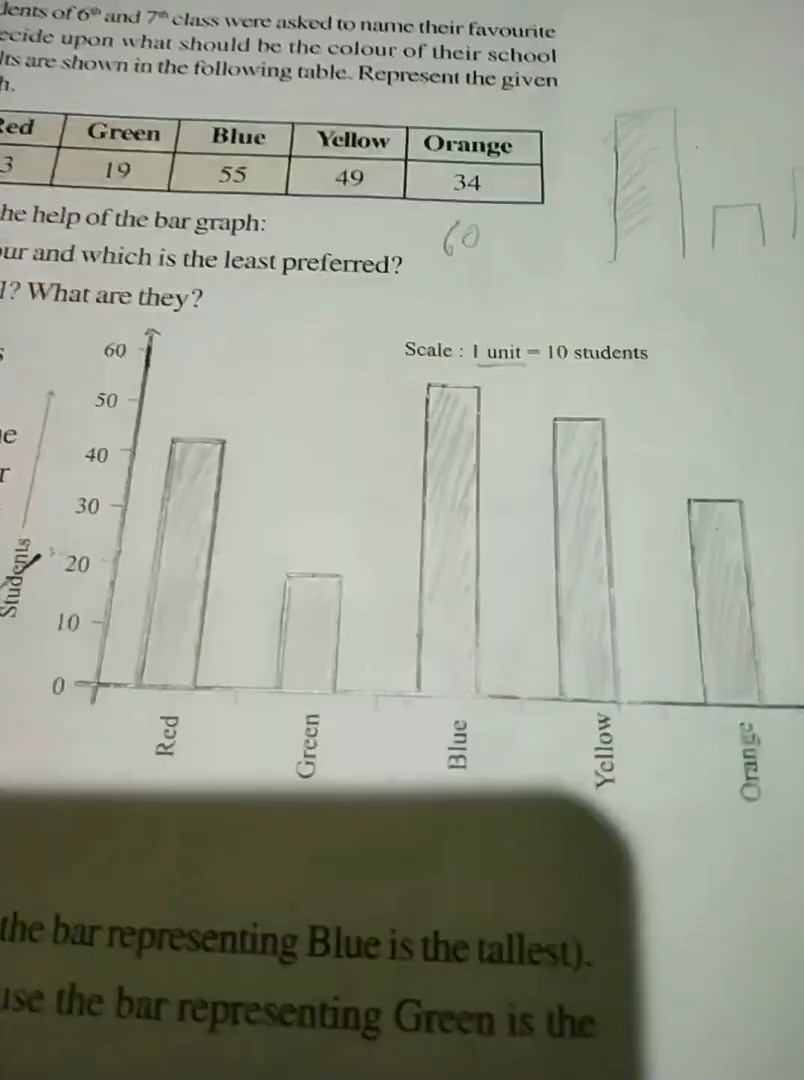 dents of 6th and 7th class were asked to name their favourite
ecide upon what should be the colour of their school
lts are shown in the following table. Represent the given
h.
Red Green Blue Yellow Orange
3 19 55 49 34
he help of the bar graph:
60
our and which is the least preferred?
l? What are they?
Scale : 1 unit = 10 students
60
50
40
30
20
10
0
Students
Red Green Blue Yellow Orange
the bar representing Blue is the tallest).
use the bar representing Green is the